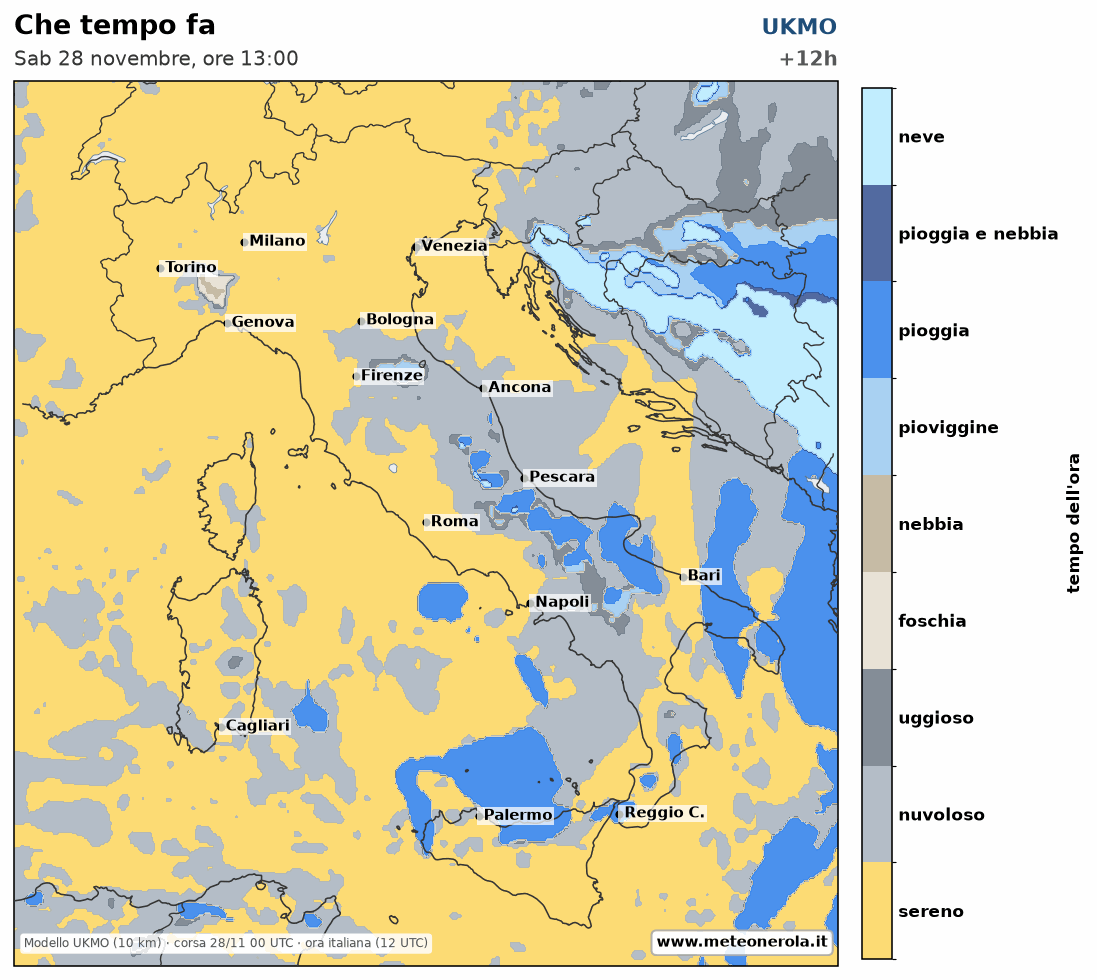 Che tempo fa
UKMO
Sab 28 novembre, ore 13:00
+12h
neve
pioggia e nebbia
pioggia
pioviggine
nebbia
foschia
uggioso
nuvoloso
sereno
tempo dell'ora
Milano
Venezia
Torino
Genova
Bologna
Firenze
Ancona
Pescara
Roma
Bari
Napoli
Cagliari
Palermo
Reggio C.
Modello UKMO (10 km) · corsa 28/11 00 UTC · ora italiana (12 UTC)
www.meteonerola.it